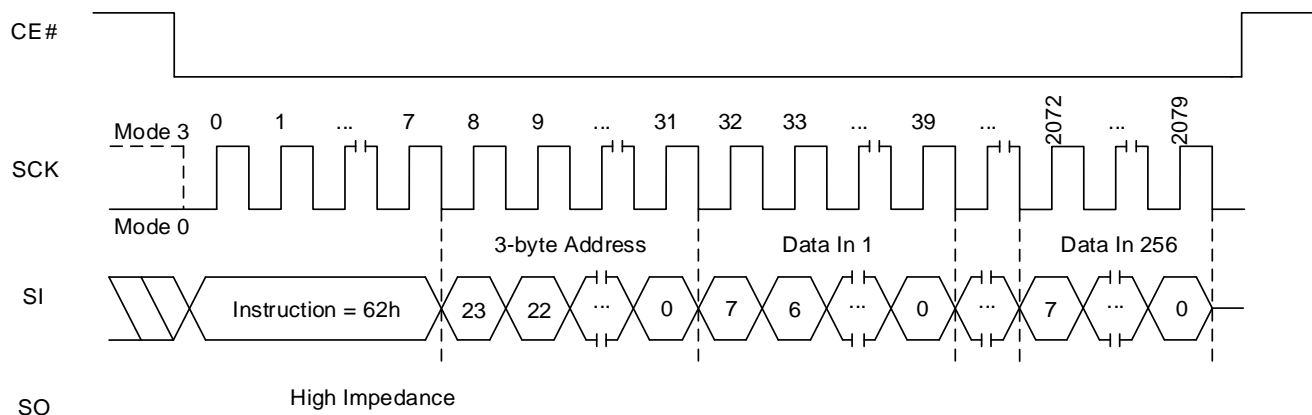 CE#
0 1 ... 7 8 9 ... 31 32 33 ... 39 ... 2072 ... 2079
Mode 3
SCK
Mode 0
3-byte Address Data In 1 Data In 256
SI
Instruction = 62h 23 22 ... 0 7 6 ... 0 ... 7 ... 0
High Impedance
SO